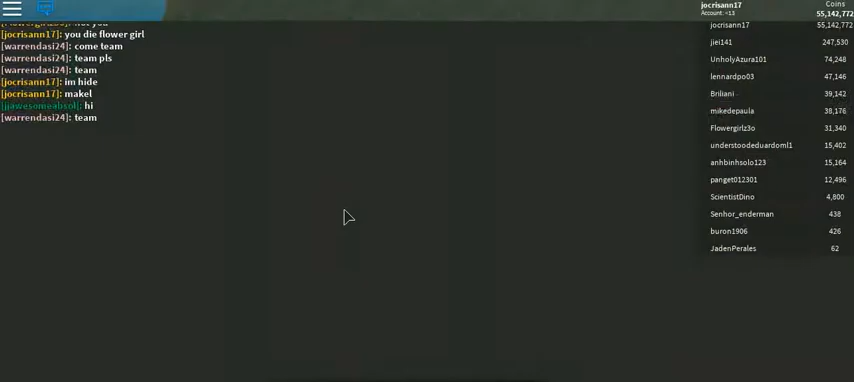 jocrisann17
Account: <13
Coins
55,142,772
not you
[jocrisann17]: you die flower girl
[warrendasi24]: come team
[warrendasi24]: team pls
[warrendasi24]: team
[jocrisann17]: im hide
[jocrisann17]: makel
[jjawesomeabsol]: hi
[warrendasi24]: team
jocrisann17 55,142,772
jiei141 247,530
UnholyAzura101 74,248
lennardpo03 47,146
Briliani 39,142
mikedepaula 38,176
Flowergirlz3o 31,340
understoodeduardoml1 15,402
anhbinhsolo123 15,164
panget012301 12,496
ScientistDino 4,800
Senhor_enderman 438
buron1906 426
JadenPerales 62